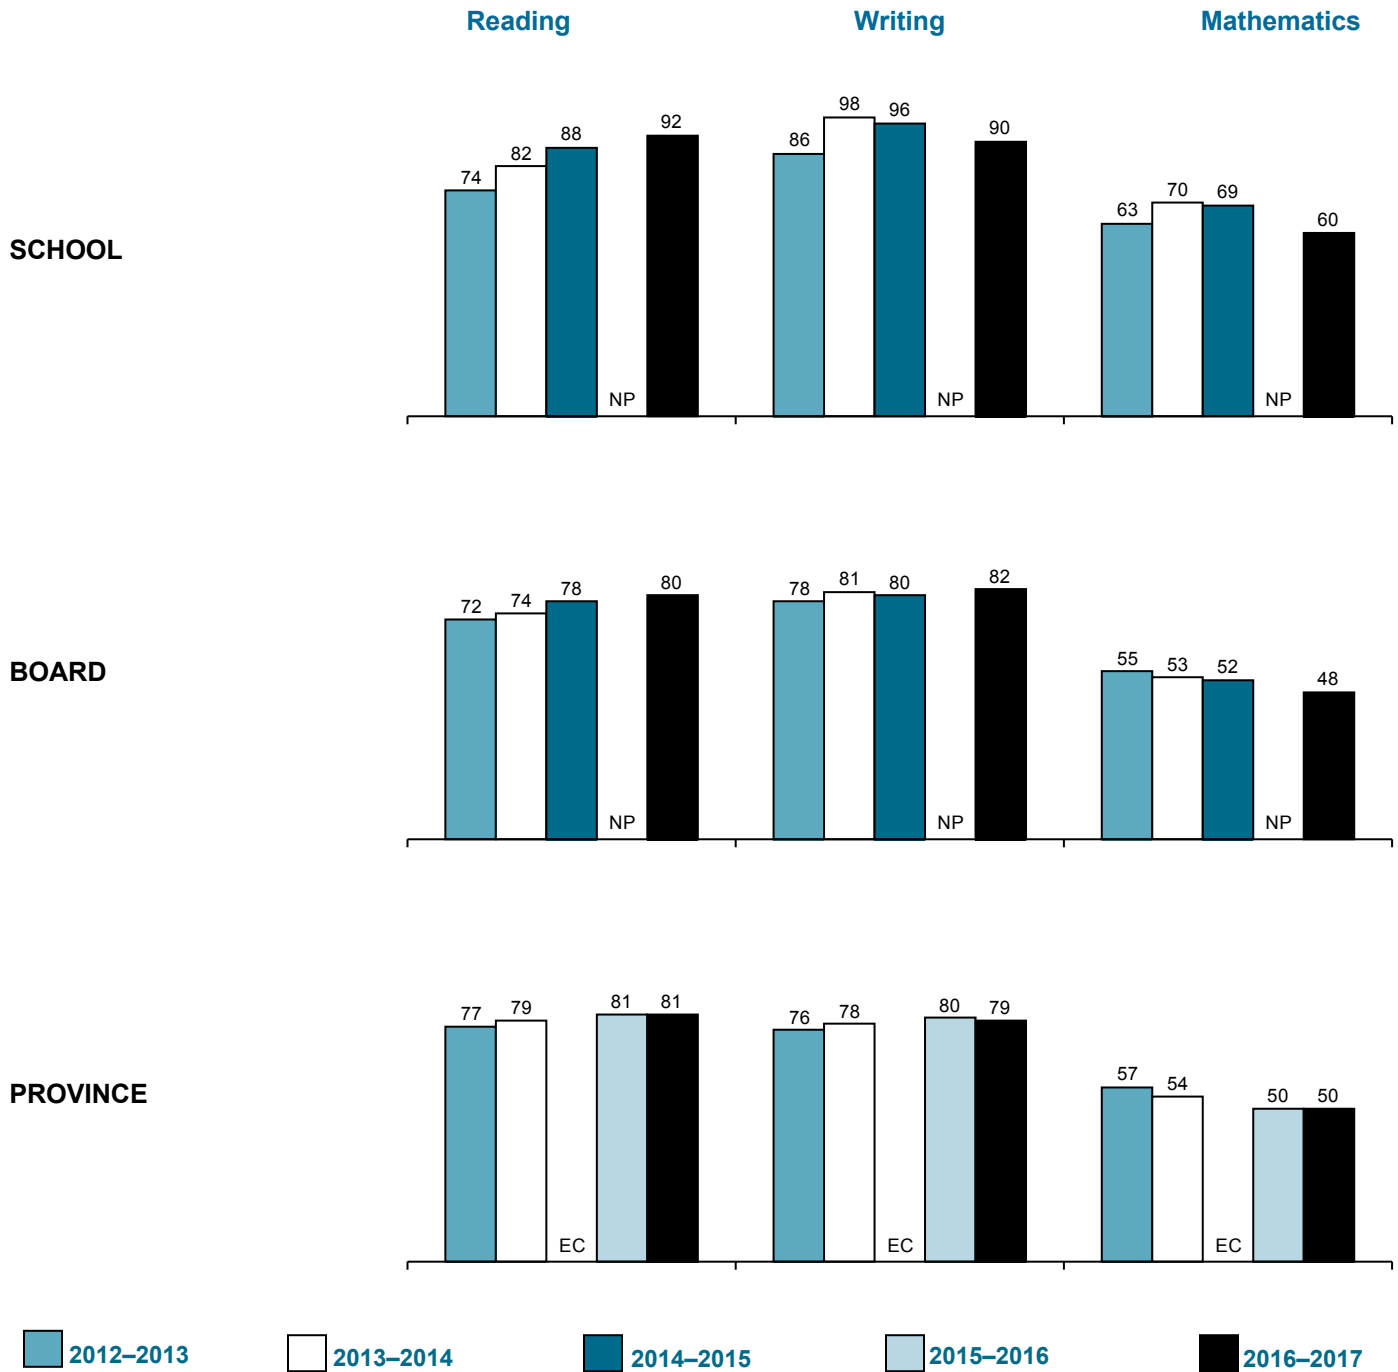 Reading Writing Mathematics
SCHOOL
74 82 88 NP 92 86 98 96 NP 90 63 70 69 NP 60
BOARD
72 74 78 NP 80 78 81 80 NP 82 55 53 52 NP 48
PROVINCE
77 79 EC 81 81 76 78 EC 80 79 57 54 EC 50 50
2012–2013 2013–2014 2014–2015 2015–2016 2016–2017